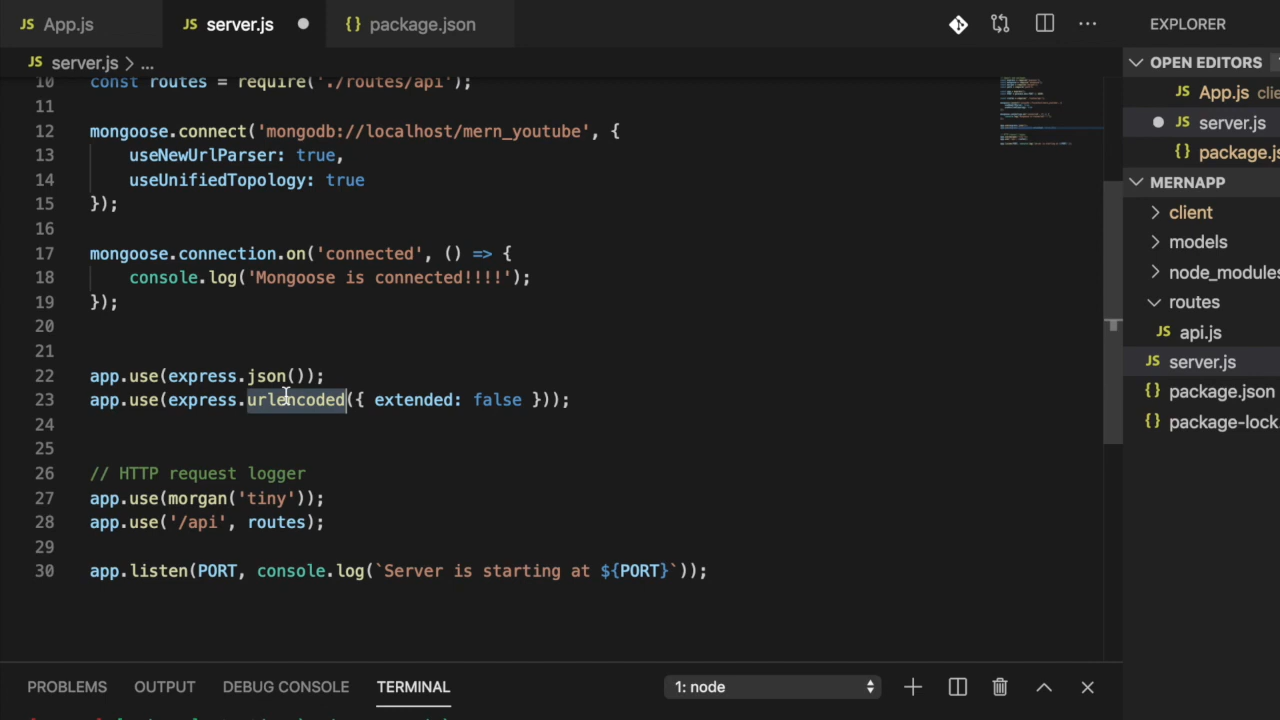 JS App.js
JS server.js
{} package.json
JS server.js > ...
10 const routes = require('./routes/api');
11
12 mongoose.connect('mongodb://localhost/mern_youtube', {
13 useNewUrlParser: true,
14 useUnifiedTopology: true
15 });
16
17 mongoose.connection.on('connected', () => {
18 console.log('Mongoose is connected!!!!');
19 });
20
21
22 app.use(express.json());
23 app.use(express.urlencoded({ extended: false }));
24
25
26 // HTTP request logger
27 app.use(morgan('tiny'));
28 app.use('/api', routes);
29
30 app.listen(PORT, console.log(`Server is starting at ${PORT}`));
PROBLEMS
OUTPUT
DEBUG CONSOLE
TERMINAL
1: node
EXPLORER
OPEN EDITORS
JS App.js clie
JS server.js
{} package.js
MERNAPP
client
models
node_modules
routes
JS api.js
JS server.js
{} package.json
{} package-lock.